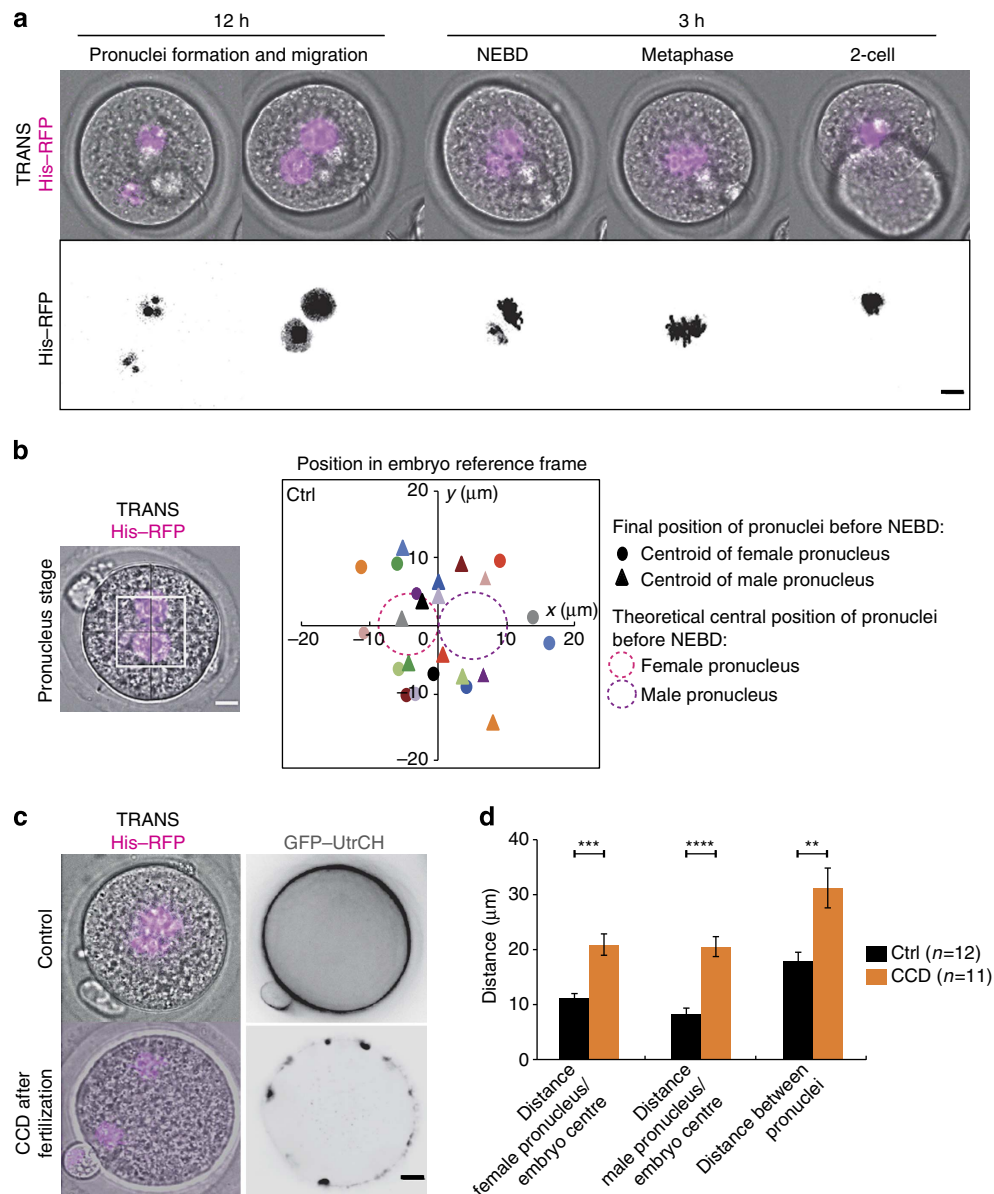 a
12 h
3 h
Pronuclei formation and migration
NEBD
Metaphase
2-cell
TRANS
His–RFP
His–RFP
b
TRANS
His–RFP
Pronucleus stage
Position in embryo reference frame
Ctrl
20
y (μm)
10
x (μm)
–20
–10
0
10
20
–10
–20
Final position of pronuclei before NEBD:
Centroid of female pronucleus
Centroid of male pronucleus
Theoretical central position of pronuclei
before NEBD:
Female pronucleus
Male pronucleus
c
TRANS
His–RFP
GFP–UtrCH
Control
CCD after
fertilization
d
Distance (μm)
40
30
20
10
0
***
****
**
Ctrl (n=12)
CCD (n=11)
Distance
female pronucleus/
embryo centre
Distance
male pronucleus/
embryo centre
Distance between
pronuclei